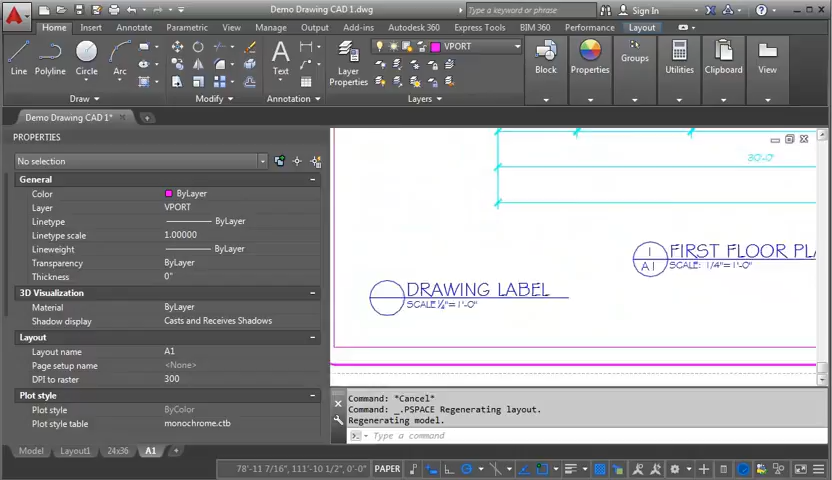 Demo Drawing CAD 1.dwg
Type a keyword or phrase
Sign In
Home Insert Annotate Parametric View Manage Output Add-ins Autodesk 360 Express Tools BIM 360 Performance Layout
VPORT
Line Polyline Circle Arc Text Layer Properties Block Properties Groups Utilities Clipboard View
Draw Modify Annotation Layers
Demo Drawing CAD 1*
PROPERTIES
No selection
General
Color ByLayer
Layer VPORT
Linetype ByLayer
Linetype scale 1.00000
Lineweight ByLayer
Transparency ByLayer
Thickness 0"
3D Visualization
Material ByLayer
Shadow display Casts and Receives Shadows
Layout
Layout name A1
Page setup name <None>
DPI to raster 300
Plot style
Plot style ByColor
Plot style table monochrome.ctb
30'-0"
1 FIRST FLOOR PLA
A1 SCALE: 1/4"=1'-0"
DRAWING LABEL
SCALE ¼"=1'-0"
Command: *Cancel*
Command: _.PSPACE Regenerating layout.
Regenerating model.
Type a command
Model Layout1 24x36 A1
78'-11 7/16", 111'-10 1/2", 0'-0" PAPER